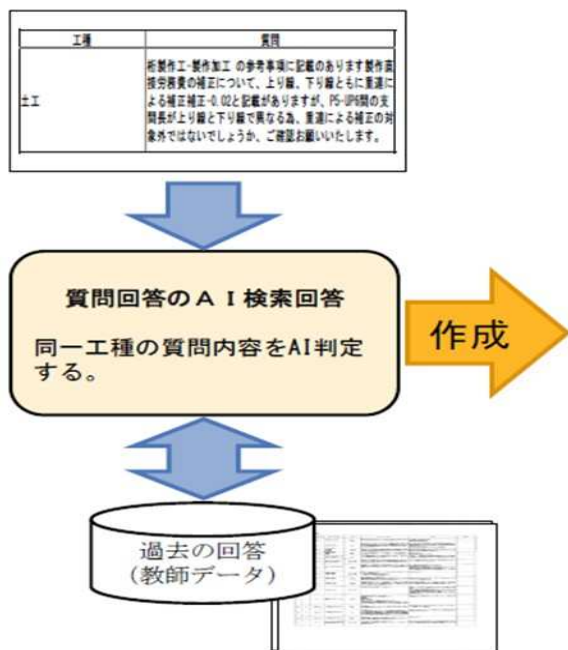 工種 質問
桁製作工-製作加工 の参考事項に記載のあります製作直
接労務費の補正について、上り線、下り線ともに重連に
土工 よる補正補正-0.02と記載がありますが、P5-UP6間の支
間長が上り線と下り線で異なる為、重連による補正の対
象外ではないでしょうか、ご確認お願いいたします。
質問回答のAI検索回答
同一工種の質問内容をAI判定
する。
作成
過去の回答
(教師データ)